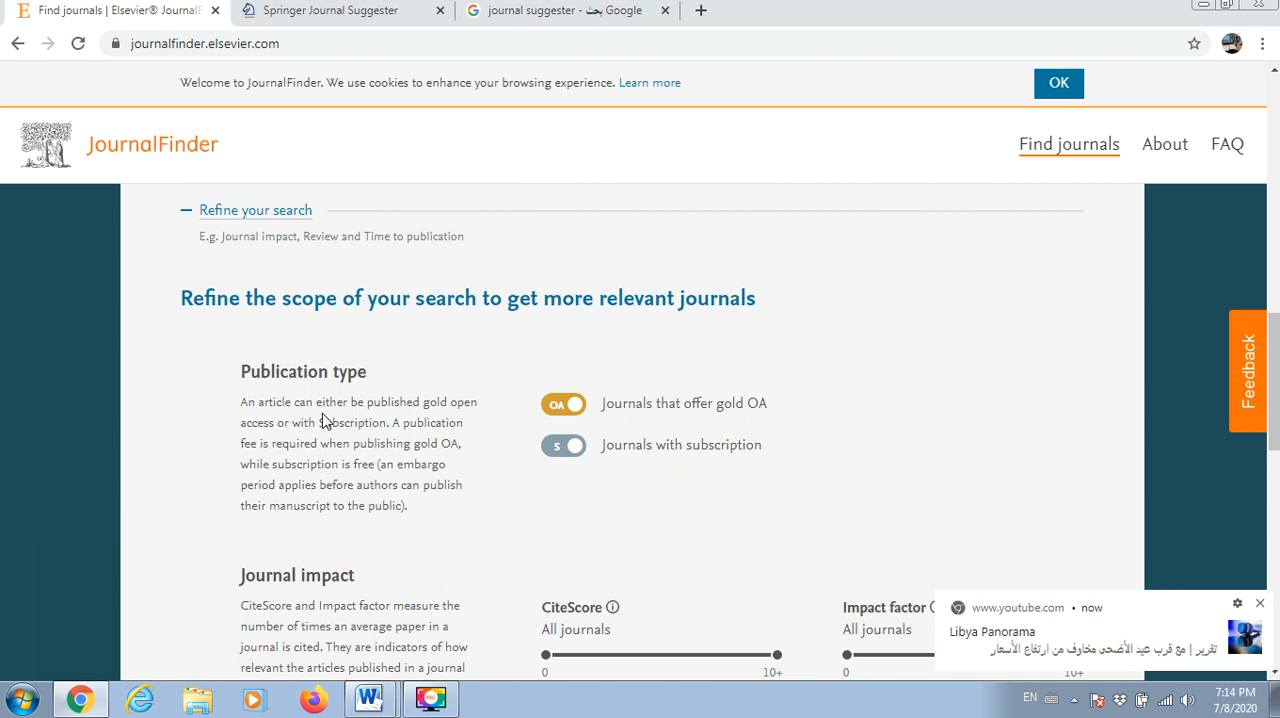 Find journals | Elsevier® Journal
Springer Journal Suggester
journal suggester - بحث Google
journalfinder.elsevier.com
Welcome to JournalFinder. We use cookies to enhance your browsing experience. Learn more
OK
JournalFinder
Find journals
About
FAQ
Refine your search
E.g. Journal impact, Review and Time to publication
Refine the scope of your search to get more relevant journals
Publication type
An article can either be published gold open
access or with Subscription. A publication
fee is required when publishing gold OA,
while subscription is free (an embargo
period applies before authors can publish
their manuscript to the public).
OA Journals that offer gold OA
S Journals with subscription
Feedback
Journal impact
CiteScore and Impact factor measure the
number of times an average paper in a
journal is cited. They are indicators of how
relevant the articles published in a journal
CiteScore
All journals
0 10+
Impact factor
All journals
0 10+
www.youtube.com • now
Libya Panorama
تقرير | مع قرب عيد الأضحى مخاوف من ارتفاع الأسعار
REC
EN
7:14 PM
7/8/2020